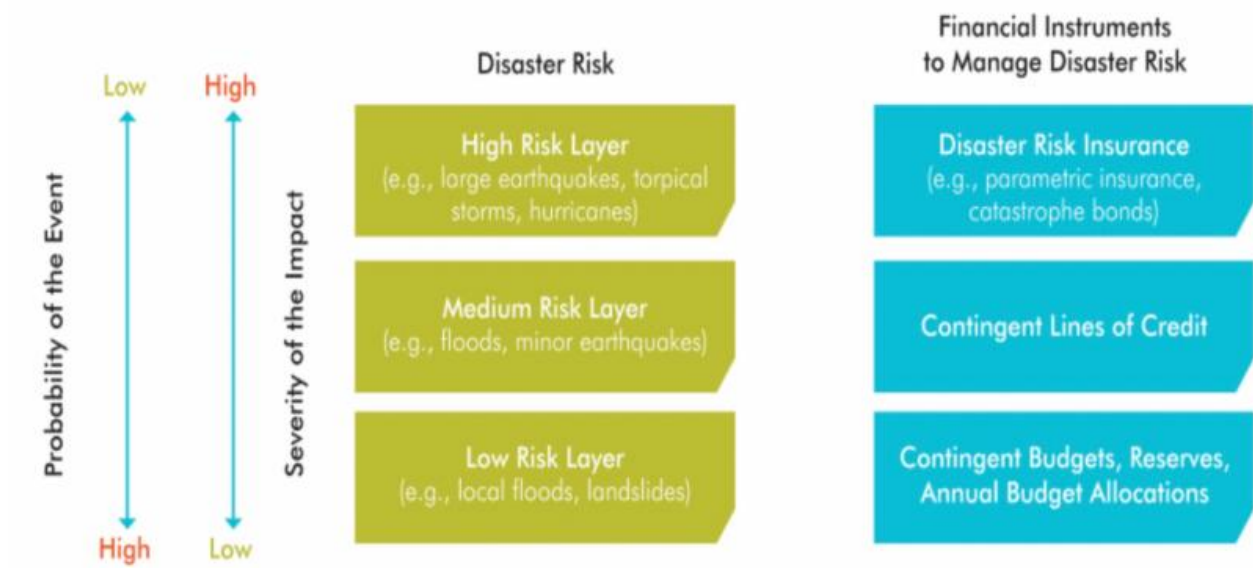 Financial Instruments
to Manage Disaster Risk
Disaster Risk
Low
High
Probability of the Event
Severity of the Impact
High
Low
High Risk Layer
(e.g., large earthquakes, torpical
storms, hurricanes)
Disaster Risk Insurance
(e.g., parametric insurance,
catastrophe bonds)
Medium Risk Layer
(e.g., floods, minor earthquakes)
Contingent Lines of Credit
Low Risk Layer
(e.g., local floods, landslides)
Contingent Budgets, Reserves,
Annual Budget Allocations